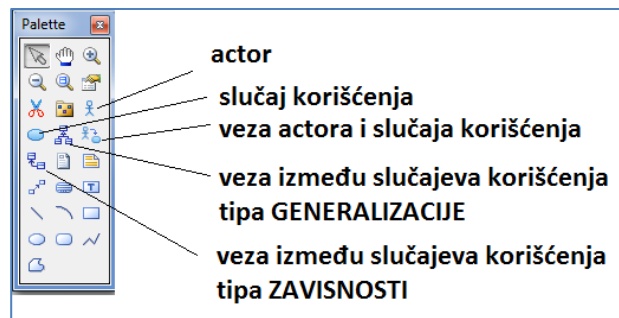 Palette
actor
slučaj korišćenja
veza actora i slučaja korišćenja
veza između slučajeva korišćenja
tipa GENERALIZACIJE
veza između slučajeva korišćenja
tipa ZAVISNOSTI